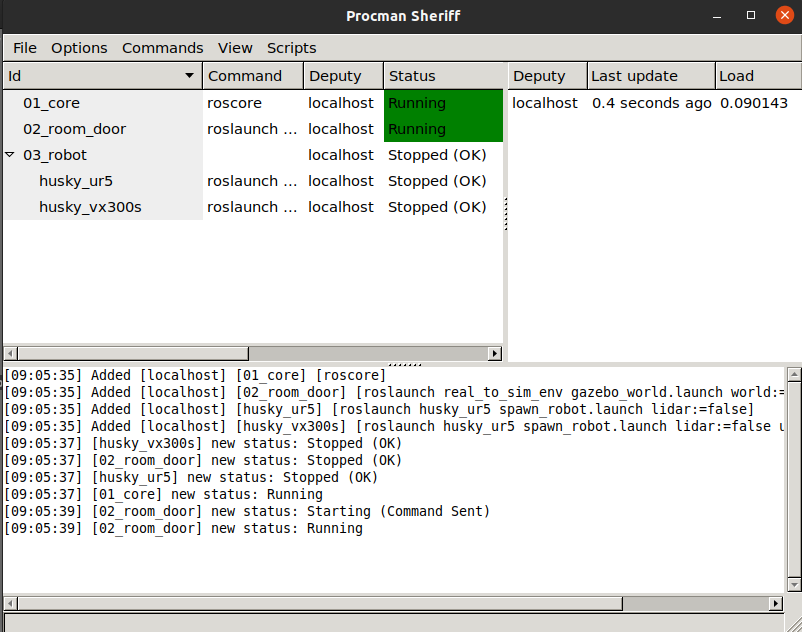 Procman Sheriff
File Options Commands View Scripts
Id Command Deputy Status Deputy Last update Load
01_core roscore localhost Running localhost 0.4 seconds ago 0.090143
02_room_door roslaunch ... localhost Running
03_robot localhost Stopped (OK)
husky_ur5 roslaunch ... localhost Stopped (OK)
husky_vx300s roslaunch ... localhost Stopped (OK)
[09:05:35] Added [localhost] [01_core] [roscore]
[09:05:35] Added [localhost] [02_room_door] [roslaunch real_to_sim_env gazebo_world.launch world:=
[09:05:35] Added [localhost] [husky_ur5] [roslaunch husky_ur5 spawn_robot.launch lidar:=false]
[09:05:35] Added [localhost] [husky_vx300s] [roslaunch husky_ur5 spawn_robot.launch lidar:=false u
[09:05:37] [husky_vx300s] new status: Stopped (OK)
[09:05:37] [02_room_door] new status: Stopped (OK)
[09:05:37] [husky_ur5] new status: Stopped (OK)
[09:05:37] [01_core] new status: Running
[09:05:39] [02_room_door] new status: Starting (Command Sent)
[09:05:39] [02_room_door] new status: Running